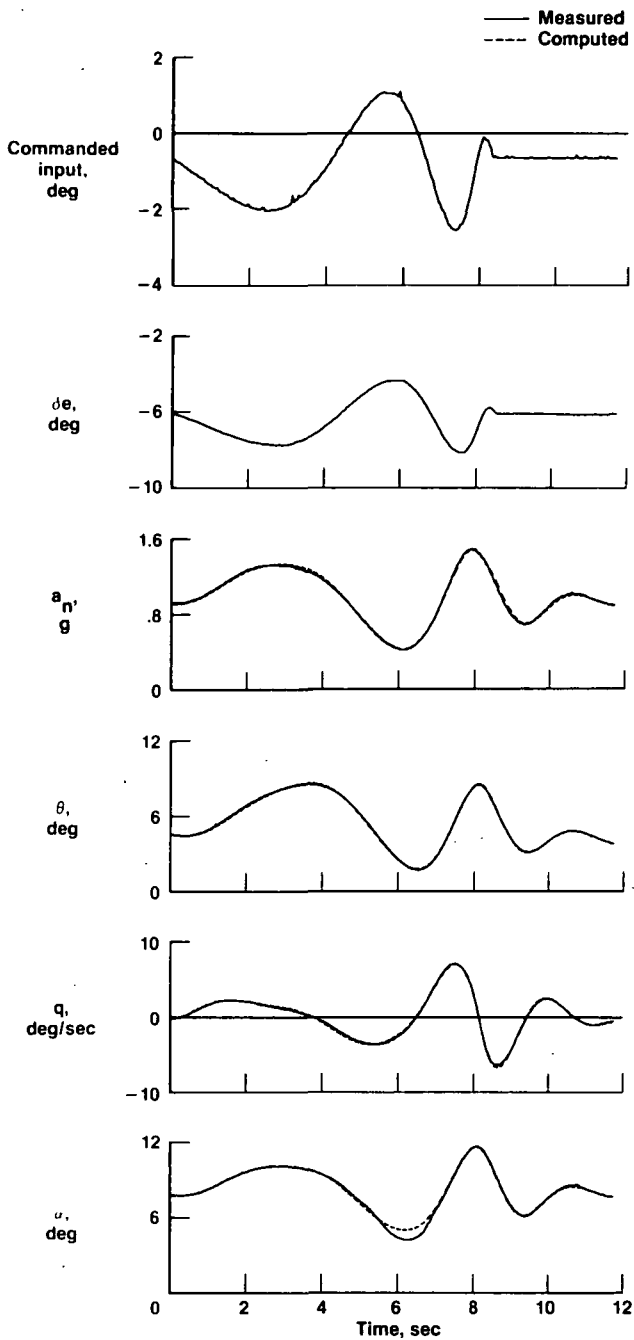 Measured
Computed
2
0
Commanded
input,
deg
−2
−4
−2
δe,
deg
−6
−10
1.6
an,
g
.8
0
12
θ,
deg
6
0
10
q,
deg/sec
0
−10
12
α,
deg
6
0 2 4 6 8 10 12
Time, sec